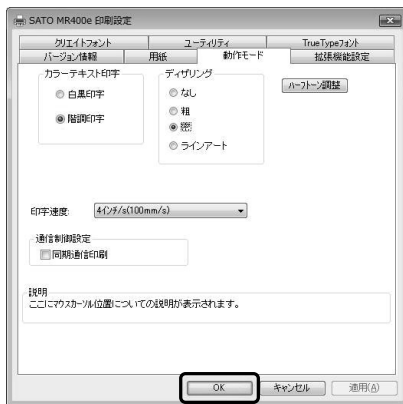 SATO MR400e 印刷設定
クリエイトフォント ユーティリティ TrueTypeフォント
バージョン情報 用紙 動作モード 拡張機能設定
カラーテキスト印字
白黒印字
階調印字
ディザリング
なし
粗
密
ラインアート
ハーフトーン調整
印字速度: 4インチ/s(100mm/s)
通信制御設定
同期通信印刷
説明
ここにマウスカーソル位置についての説明が表示されます。
OK キャンセル 適用(A)